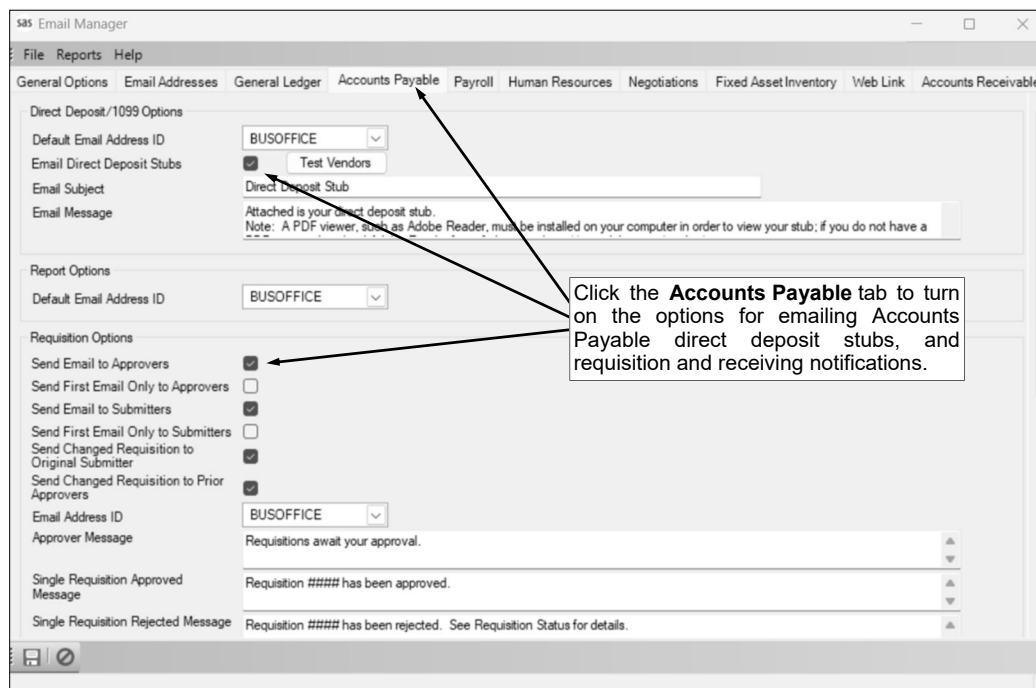 sas Email Manager
File Reports Help
General Options Email Addresses General Ledger Accounts Payable Payroll Human Resources Negotiations Fixed Asset Inventory Web Link Accounts Receivable
Direct Deposit/1099 Options
Default Email Address ID BUSOFFICE
Email Direct Deposit Stubs Test Vendors
Email Subject Direct Deposit Stub
Email Message Attached is your direct deposit stub.
Note: A PDF viewer, such as Adobe Reader, must be installed on your computer in order to view your stub; if you do not have a
Report Options
Default Email Address ID BUSOFFICE
Click the Accounts Payable tab to turn
on the options for emailing Accounts
Payable direct deposit stubs, and
requisition and receiving notifications.
Requisition Options
Send Email to Approvers
Send First Email Only to Approvers
Send Email to Submitters
Send First Email Only to Submitters
Send Changed Requisition to
Original Submitter
Send Changed Requisition to Prior
Approvers
Email Address ID BUSOFFICE
Approver Message Requisitions await your approval.
Single Requisition Approved
Message
Requisition #### has been approved.
Single Requisition Rejected Message Requisition #### has been rejected. See Requisition Status for details.